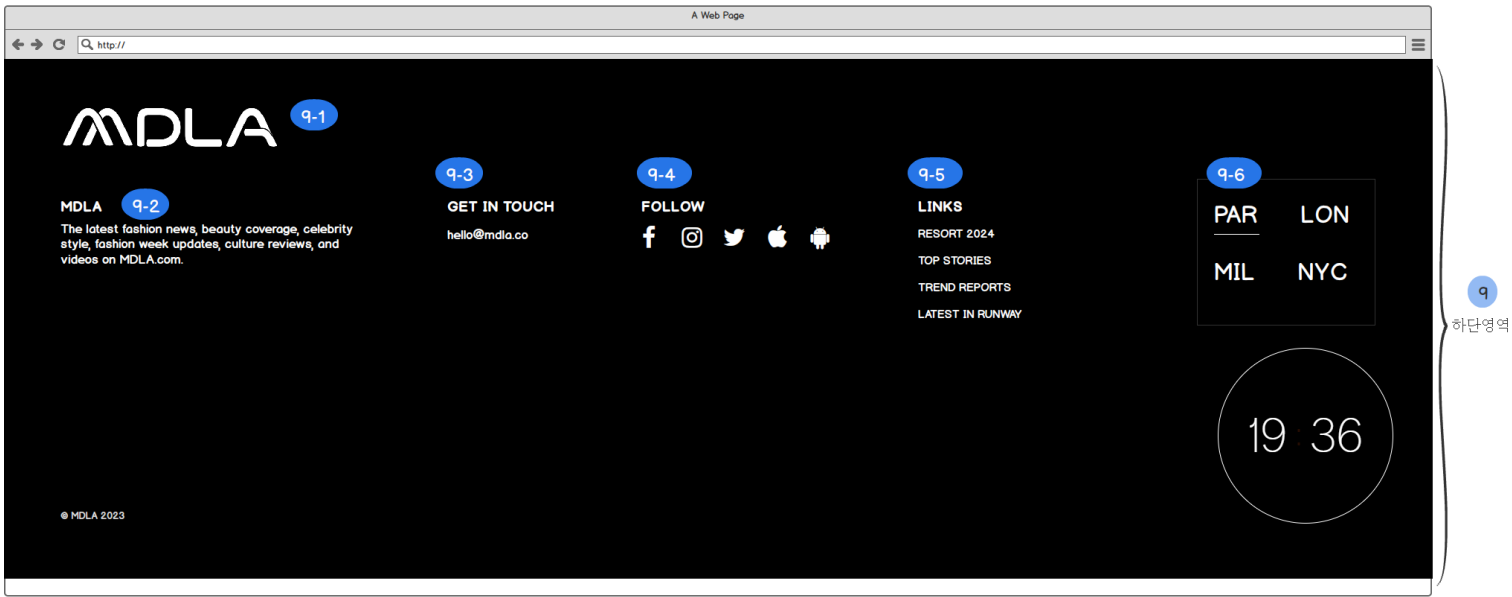 A Web Page
http://
MDLA
9-1
9-2
MDLA
The latest fashion news, beauty coverage, celebrity
style, fashion week updates, culture reviews, and
videos on MDLA.com.
9-3
GET IN TOUCH
hello@mdla.co
9-4
FOLLOW
9-5
LINKS
RESORT 2024
TOP STORIES
TREND REPORTS
LATEST IN RUNWAY
9-6
PAR LON
MIL NYC
19 : 36
© MDLA 2023
9
하단영역